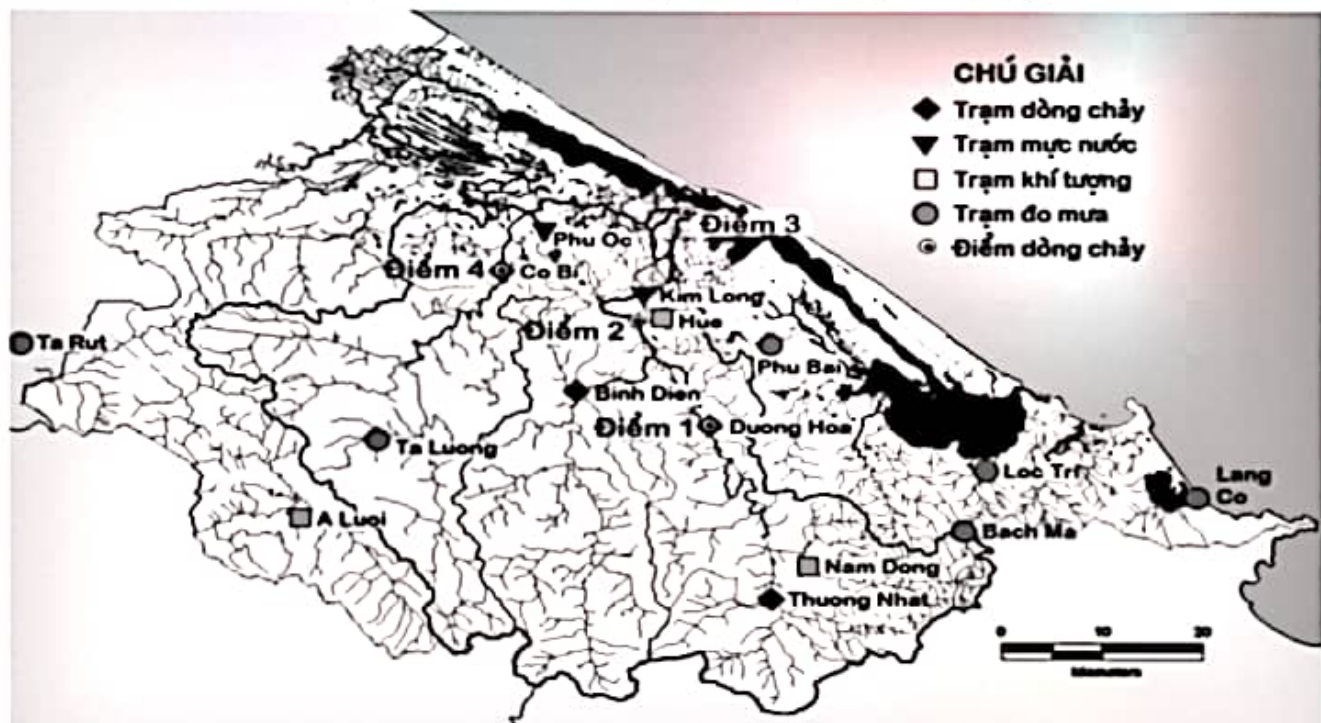 CHÚ GIẢI
Trạm dòng chảy
Trạm mực nước
Trạm khí tượng
Trạm đo mưa
Điểm dòng chảy
Điểm 3
Phu Oc
Điểm 4
Co Bi
Kim Long
Điểm 2
Hue
Ta Rut
Phu Bai
Binh Dien
Điểm 1
Duong Hoa
Ta Luong
Loc Tri
Lang
Co
A Luoi
Bach Ma
Nam Dong
Thuong Nhat
0
10
20